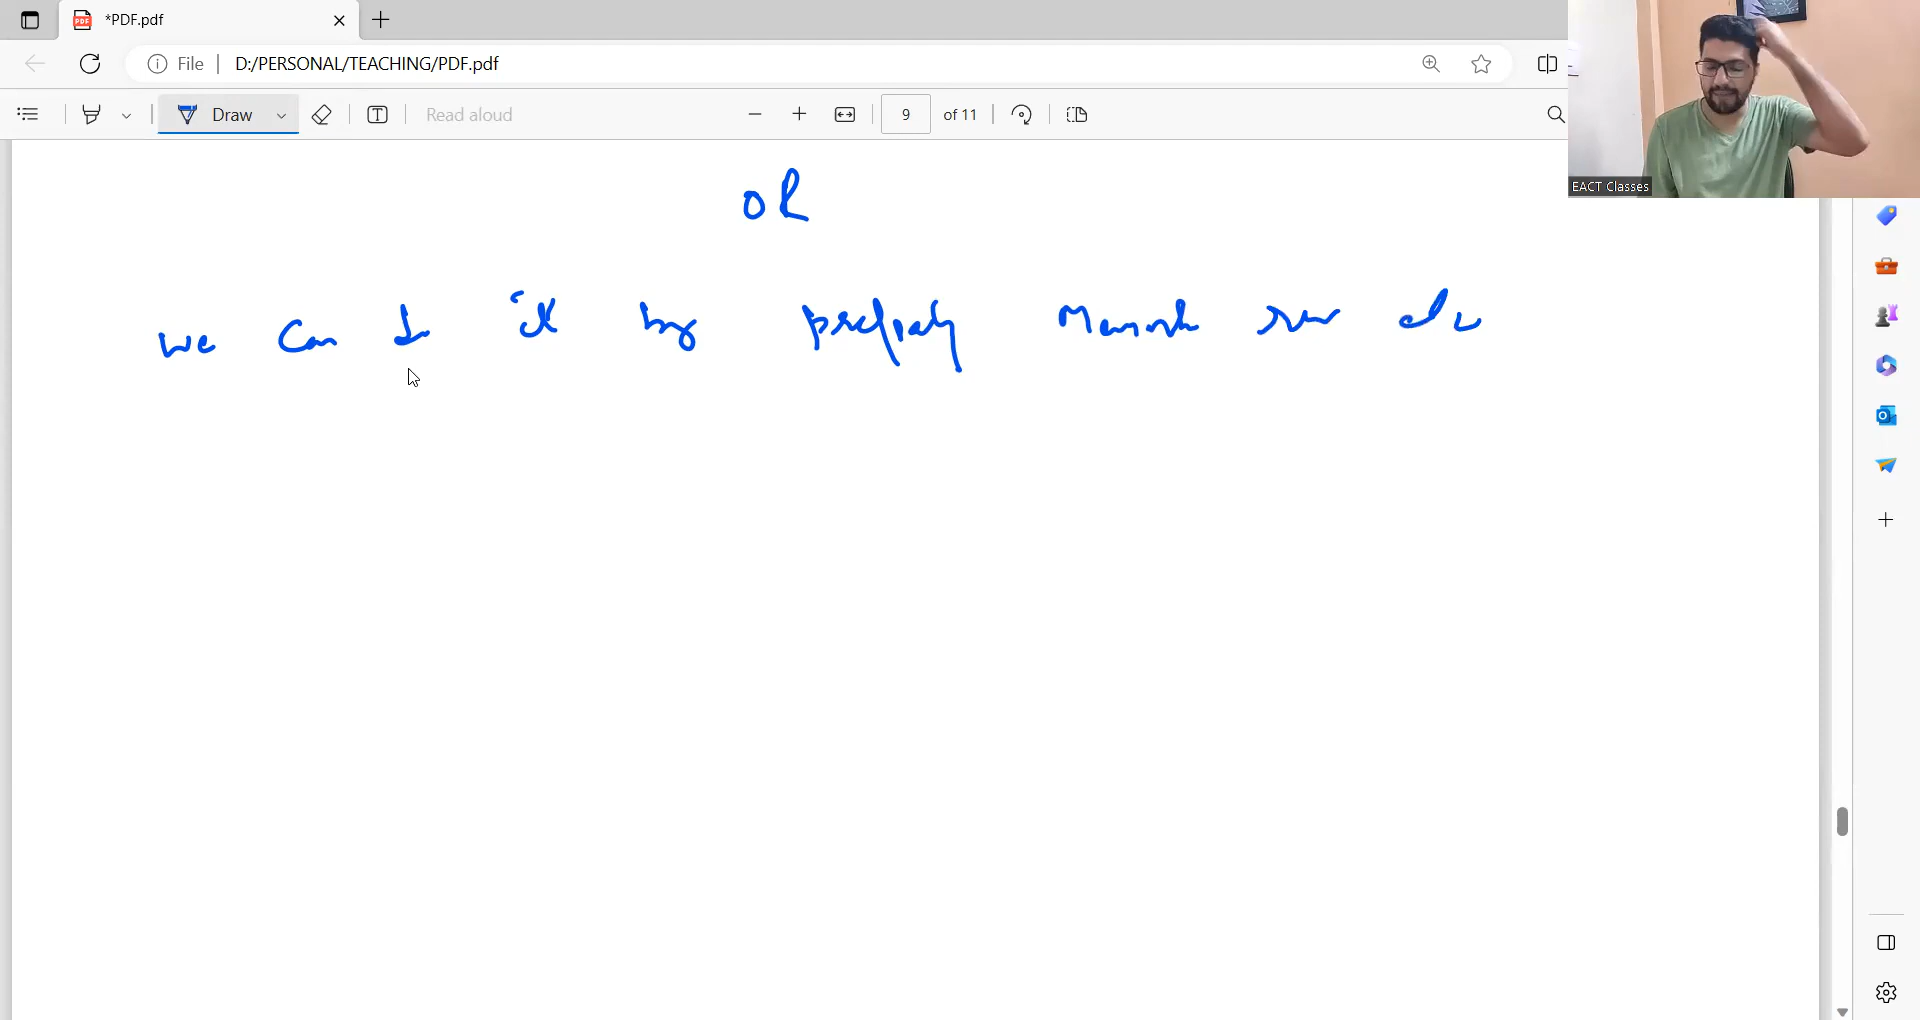 *PDF.pdf
File D:/PERSONAL/TEACHING/PDF.pdf
Draw Read aloud 9 of 11
EACT Classes
OR
we can do it by